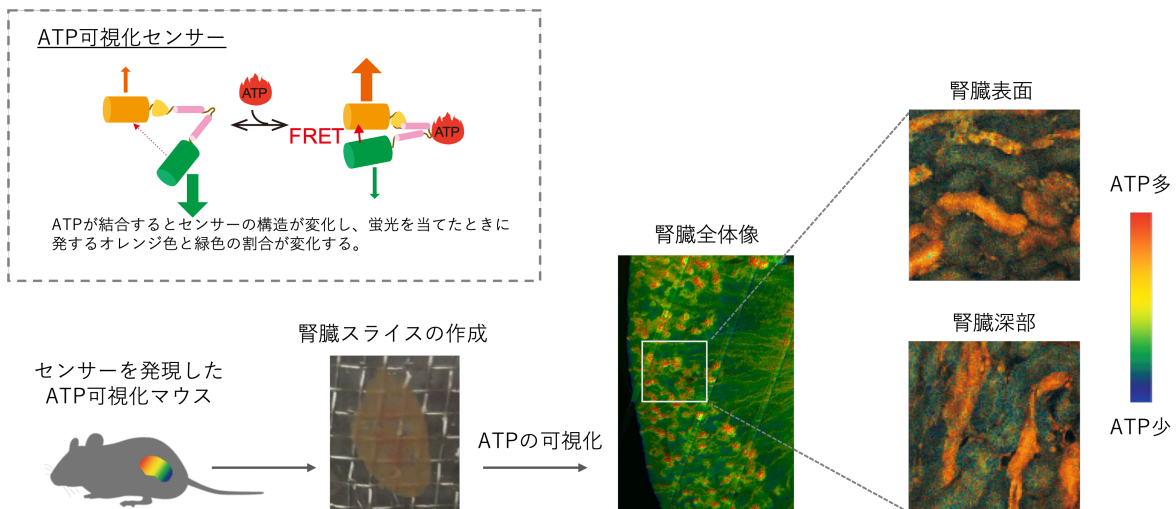 ATP可視化センサー
ATP
FRET
ATP
ATPが結合するとセンサーの構造が変化し、蛍光を当てたときに
発するオレンジ色と緑色の割合が変化する。
センサーを発現した
ATP可視化マウス
腎臓スライスの作成
ATPの可視化
腎臓全体像
腎臓表面
腎臓深部
ATP多
ATP少